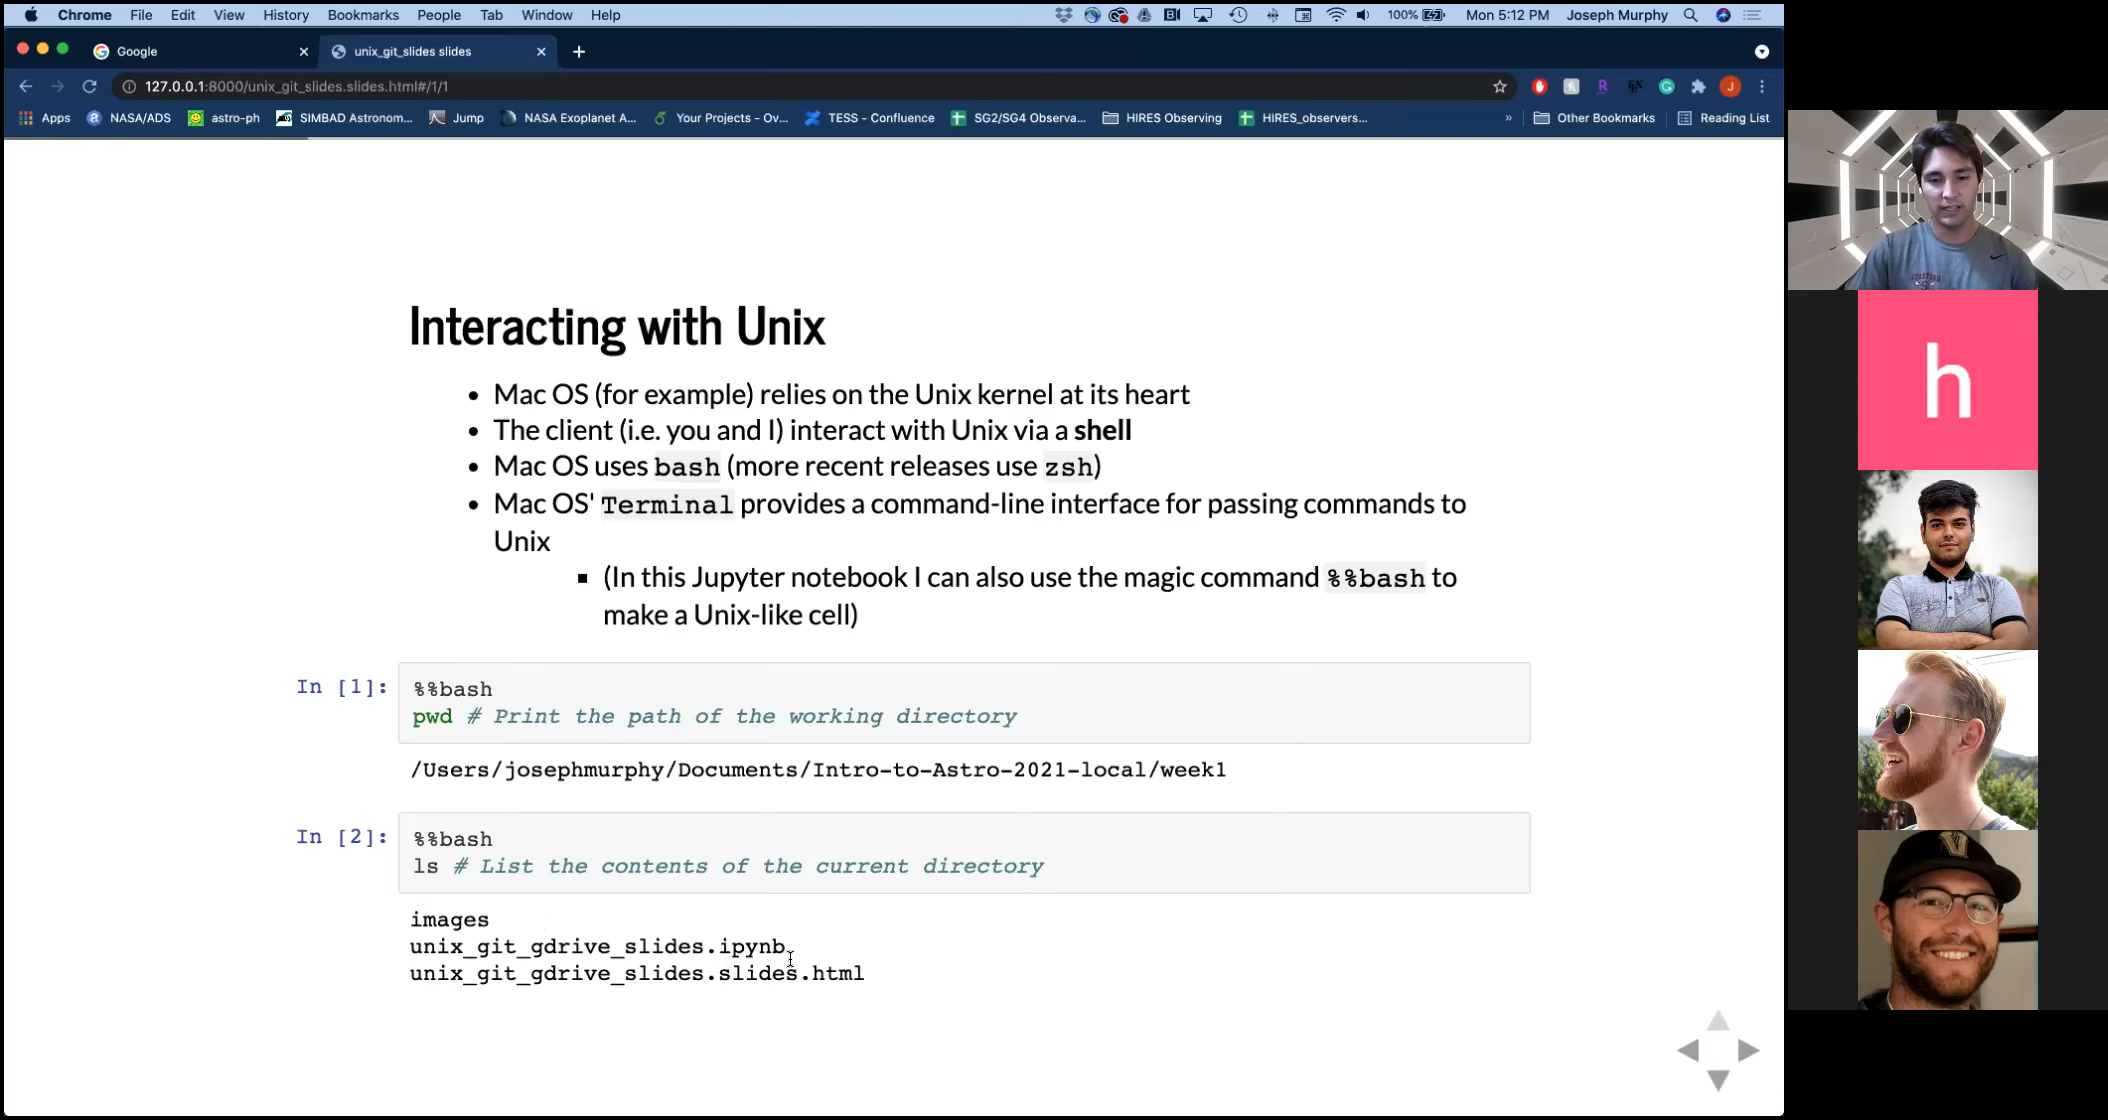 Chrome File Edit View History Bookmarks People Tab Window Help 100% Mon 5:12 PM Joseph Murphy
Google unix_git_slides slides
127.0.0.1:8000/unix_git_slides.slides.html#/1/1
Apps NASA/ADS astro-ph SIMBAD Astronom... Jump NASA Exoplanet A... Your Projects - Ov... TESS - Confluence SG2/SG4 Observa... HIRES Observing HIRES_observers... » Other Bookmarks Reading List
Interacting with Unix
• Mac OS (for example) relies on the Unix kernel at its heart
• The client (i.e. you and I) interact with Unix via a shell
• Mac OS uses bash (more recent releases use zsh)
• Mac OS' Terminal provides a command-line interface for passing commands to
Unix
▪ (In this Jupyter notebook I can also use the magic command %%bash to
make a Unix-like cell)
In [1]: %%bash
pwd # Print the path of the working directory
/Users/josephmurphy/Documents/Intro-to-Astro-2021-local/week1
In [2]: %%bash
ls # List the contents of the current directory
images
unix_git_gdrive_slides.ipynb
unix_git_gdrive_slides.slides.html
h
V